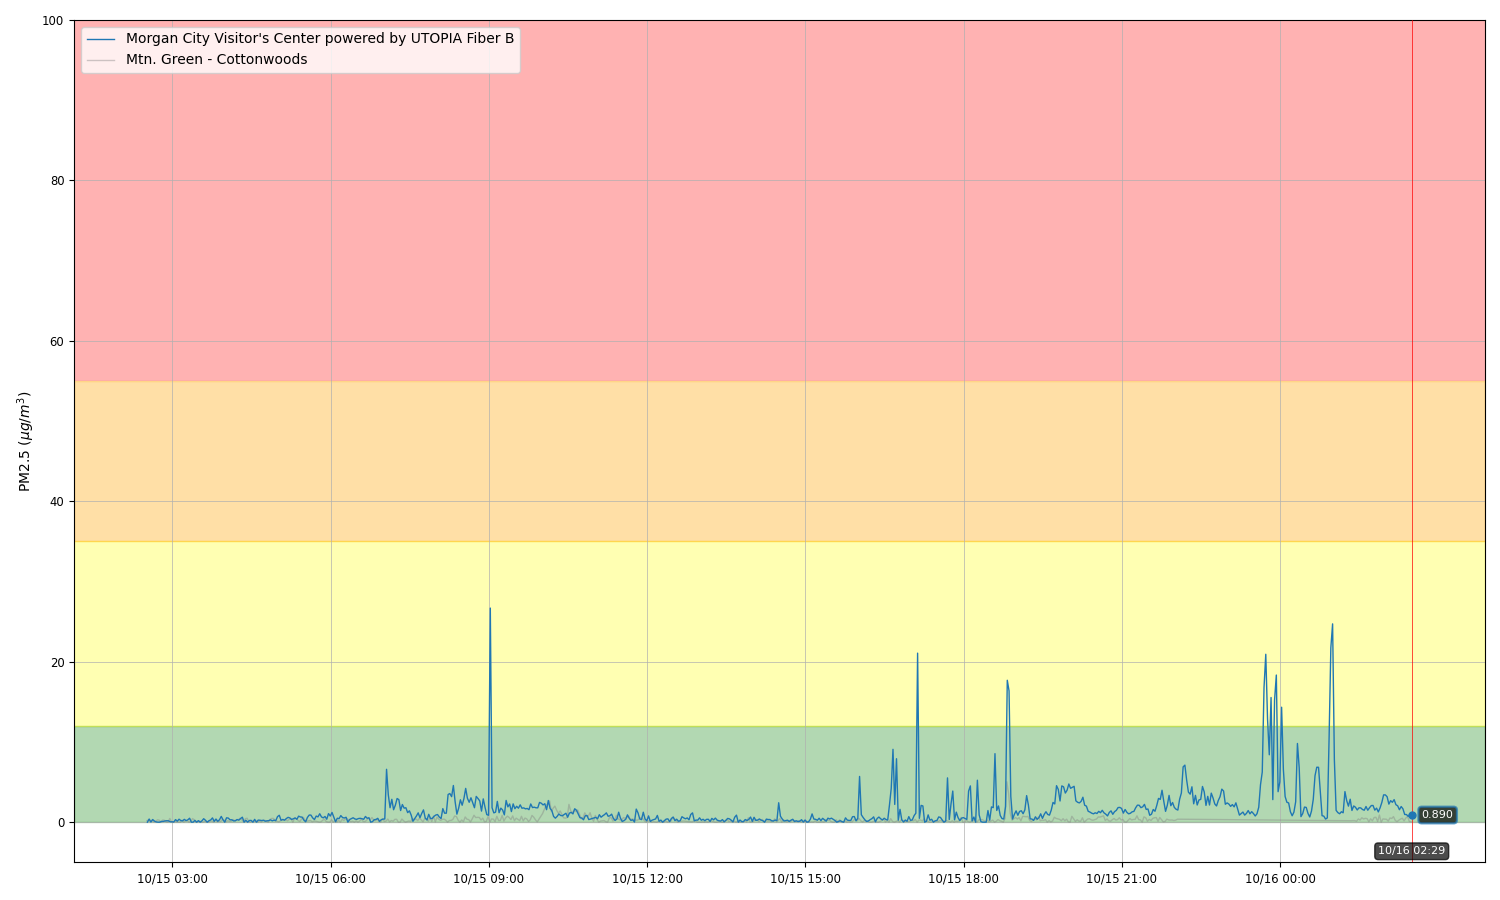 100
Morgan City Visitor's Center powered by UTOPIA Fiber B
Mtn. Green - Cottonwoods
80
60
PM2.5 (μg/m³)
40
20
0
0.890
10/16 02:29
10/15 03:00 10/15 06:00 10/15 09:00 10/15 12:00 10/15 15:00 10/15 18:00 10/15 21:00 10/16 00:00